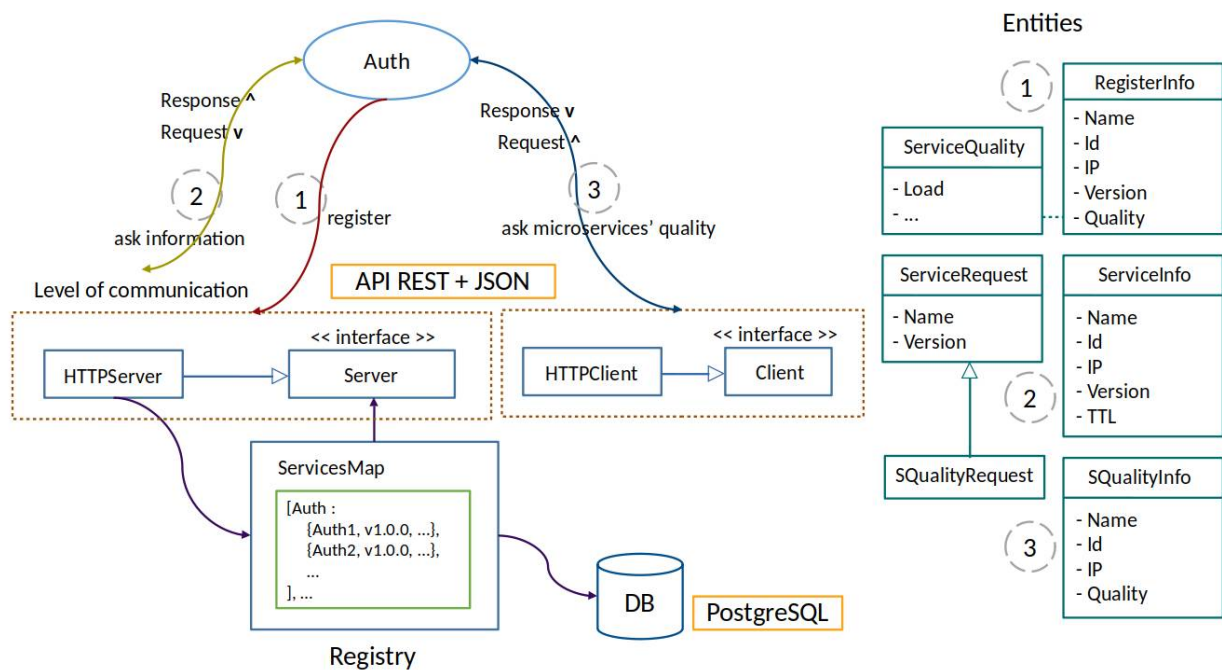 Entities
Auth
Response ^
Request v
2
ask information
1
register
Response v
Request ^
3
ask microservices' quality
Level of communication
API REST + JSON
<< interface >>
HTTPServer
Server
<< interface >>
HTTPClient
Client
ServicesMap
[Auth :
{Auth1, v1.0.0, ...},
{Auth2, v1.0.0, ...},
...
], ...
Registry
DB
PostgreSQL
1
RegisterInfo
- Name
- Id
- IP
- Version
- Quality
ServiceQuality
- Load
- ...
ServiceRequest
- Name
- Version
2
ServiceInfo
- Name
- Id
- IP
- Version
- TTL
SQualityRequest
3
SQualityInfo
- Name
- Id
- IP
- Quality